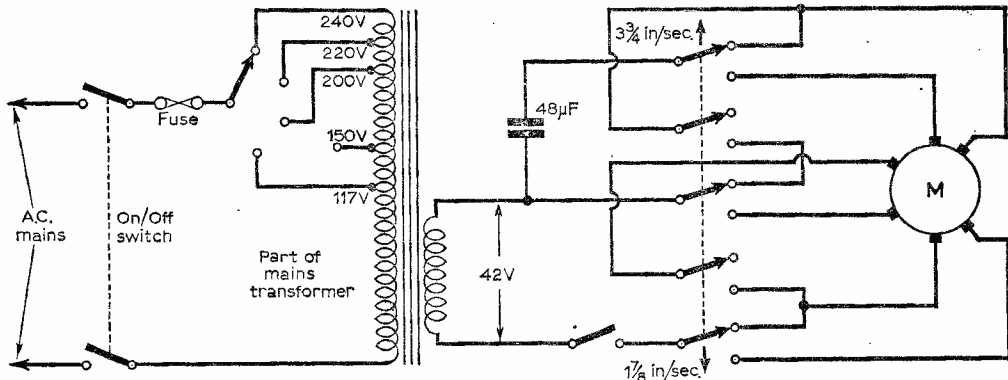 240V
220V
200V
150V
117V
Fuse
A.C.
mains
On/Off
switch
Part of
mains
transformer
48μF
42V
3¾ in/sec.
1⅞ in/sec.
M